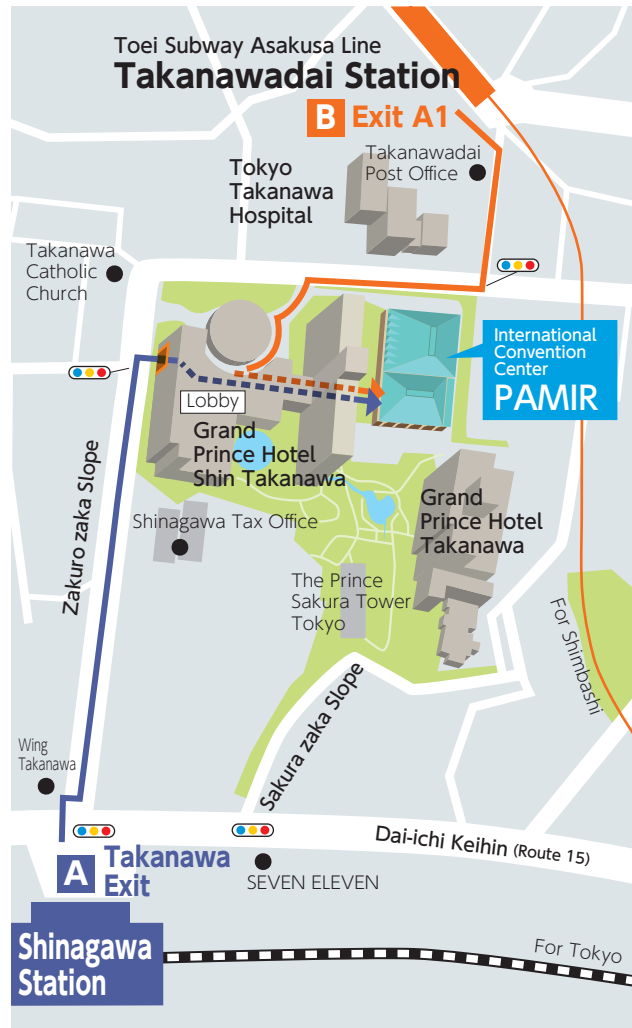 Toei Subway Asakusa Line
Takanawadai Station
B Exit A1
Takanawadai
Post Office
Tokyo
Takanawa
Hospital
Takanawa
Catholic
Church
International
Convention
Center
PAMIR
Lobby
Grand
Prince Hotel
Shin Takanawa
Grand
Prince Hotel
Takanawa
Zakuro zaka Slope
Shinagawa Tax Office
The Prince
Sakura Tower
Tokyo
For Shimbashi
Sakura zaka Slope
Wing
Takanawa
Dai-ichi Keihin (Route 15)
A Takanawa
Exit
SEVEN ELEVEN
Shinagawa
Station
For Tokyo